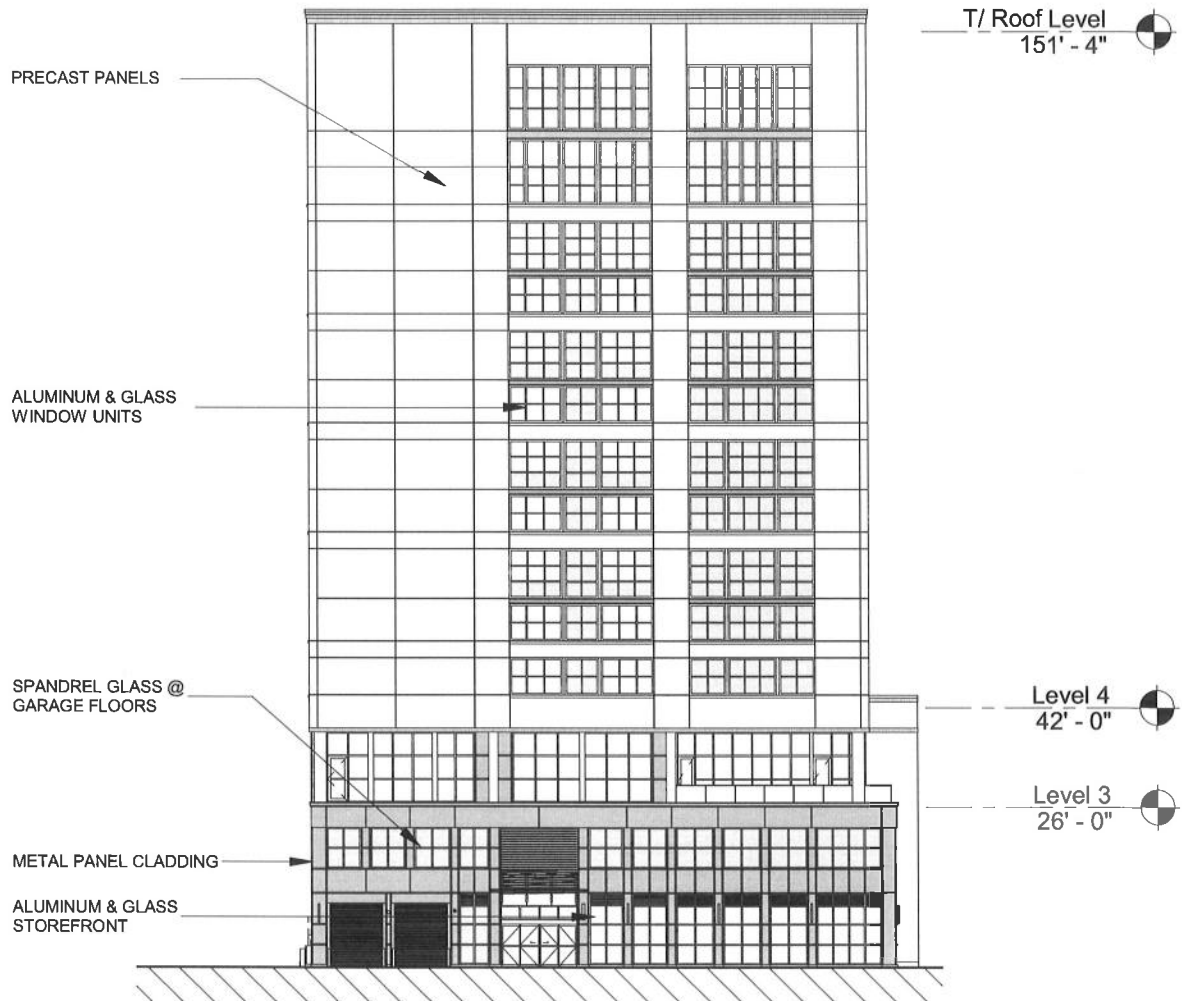 T/ Roof Level
151' - 4"
PRECAST PANELS
ALUMINUM & GLASS
WINDOW UNITS
SPANDREL GLASS @
GARAGE FLOORS
Level 4
42' - 0"
Level 3
26' - 0"
METAL PANEL CLADDING
ALUMINUM & GLASS
STOREFRONT